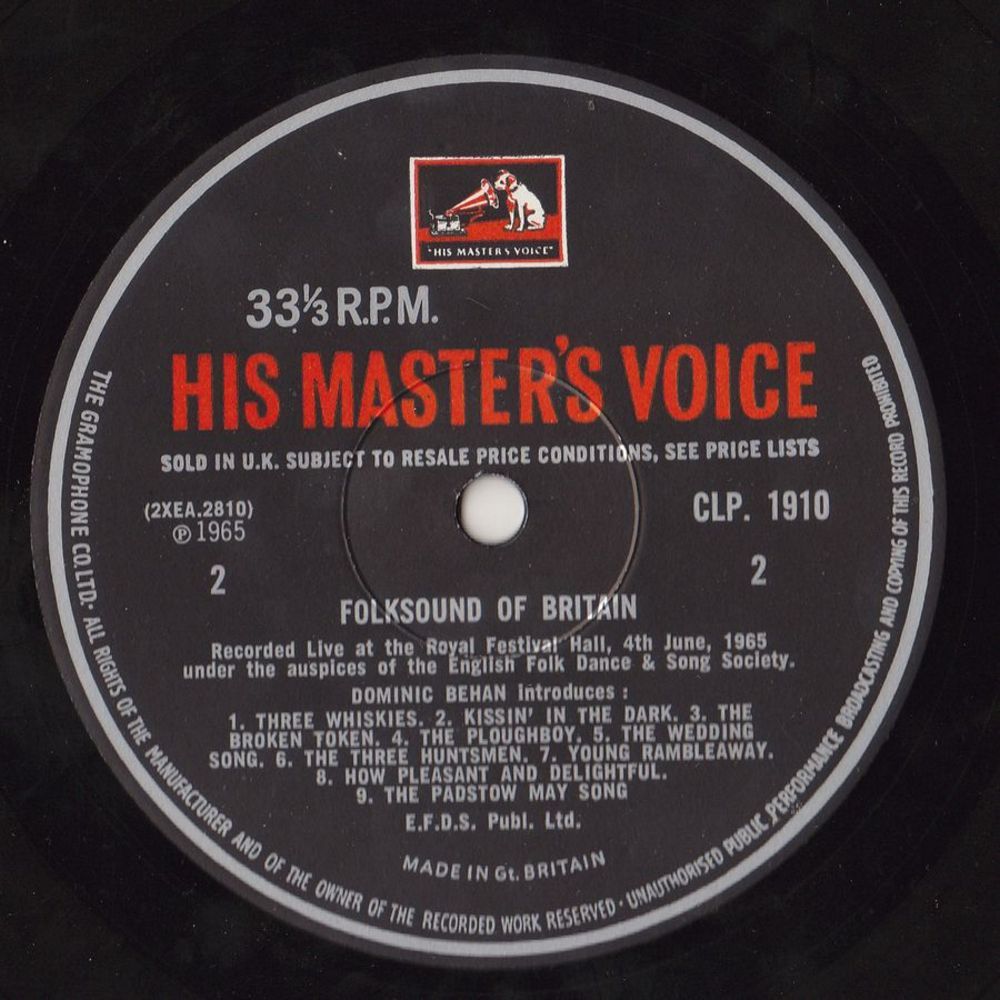 "HIS MASTER'S VOICE"
33⅓ R.P.M.
HIS MASTER'S VOICE
SOLD IN U.K. SUBJECT TO RESALE PRICE CONDITIONS, SEE PRICE LISTS
(2XEA.2810)
℗ 1965
CLP. 1910
2
2
FOLKSOUND OF BRITAIN
Recorded Live at the Royal Festival Hall, 4th June, 1965
under the auspices of the English Folk Dance & Song Society.
DOMINIC BEHAN introduces :
1. THREE WHISKIES. 2. KISSIN' IN THE DARK. 3. THE
BROKEN TOKEN. 4. THE PLOUGHBOY. 5. THE WEDDING
SONG. 6. THE THREE HUNTSMEN. 7. YOUNG RAMBLEAWAY.
8. HOW PLEASANT AND DELIGHTFUL.
9. THE PADSTOW MAY SONG
E.F.D.S. Publ. Ltd.
MADE IN Gt. BRITAIN
THE GRAMOPHONE CO. LTD. · ALL RIGHTS OF THE MANUFACTURER AND OF THE OWNER OF THE RECORDED WORK RESERVED · UNAUTHORISED PUBLIC PERFORMANCE BROADCASTING AND COPYING OF THIS RECORD PROHIBITED